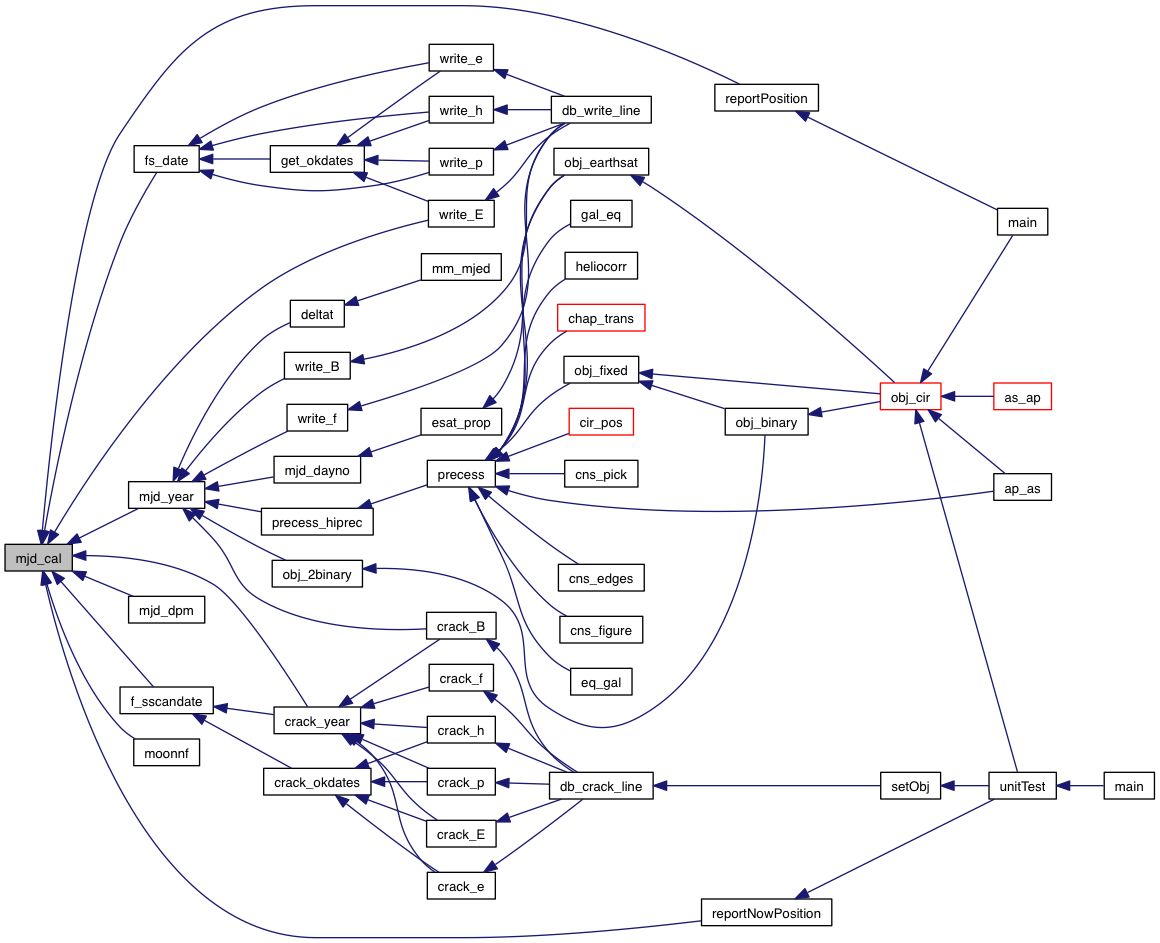 write_e
reportPosition
write_h
db_write_line
fs_date
get_okdates
write_p
obj_earthsat
write_E
gal_eq
main
mm_mjed
heliocorr
deltat
chap_trans
write_B
obj_fixed
write_f
esat_prop
cir_pos
obj_binary
obj_cir
as_ap
mjd_dayno
mjd_year
precess
cns_pick
ap_as
precess_hiprec
mjd_cal
obj_2binary
cns_edges
mjd_dpm
crack_B
cns_figure
f_sscandate
crack_f
eq_gal
crack_year
crack_h
moonnf
crack_okdates
crack_p
db_crack_line
setObj
unitTest
main
crack_E
crack_e
reportNowPosition